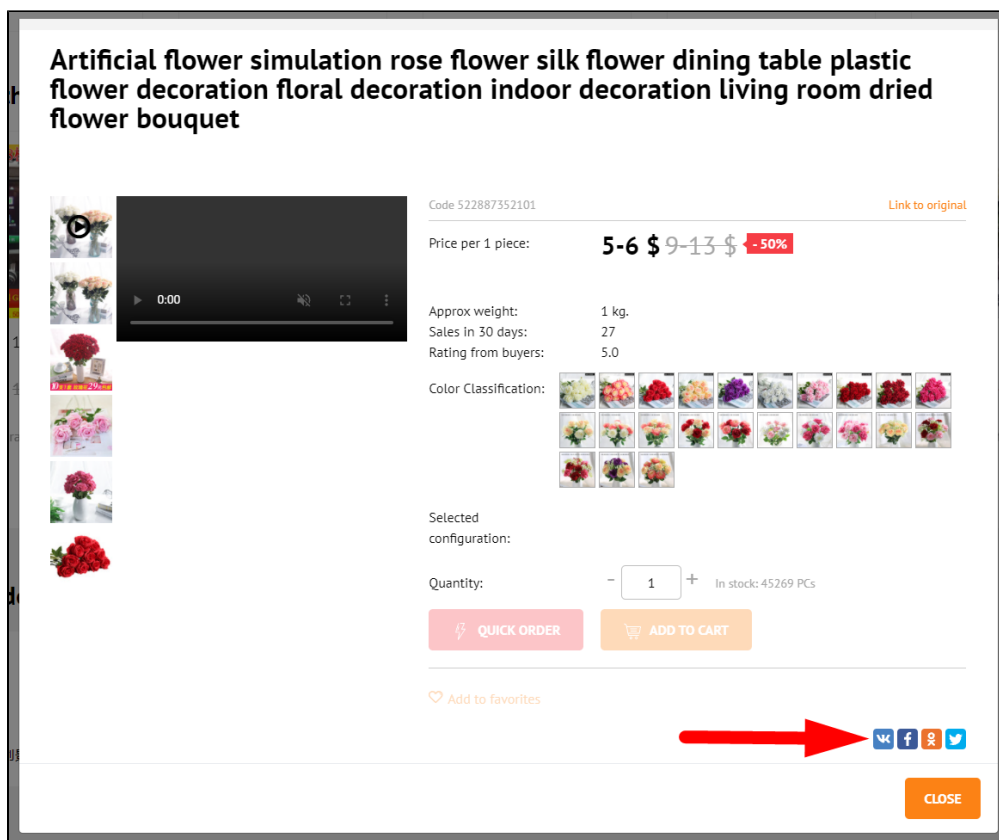 Artificial flower simulation rose flower silk flower dining table plastic
flower decoration floral decoration indoor decoration living room dried
flower bouquet
Code 522887352101
Link to original
Price per 1 piece:
5-6 $ 9-13 $ - 50%
0:00
Approx weight:
1 kg.
Sales in 30 days:
27
Rating from buyers:
5.0
Color Classification:
Selected
configuration:
Quantity:
- 1 +
In stock: 45269 PCs
QUICK ORDER
ADD TO CART
Add to favorites
CLOSE